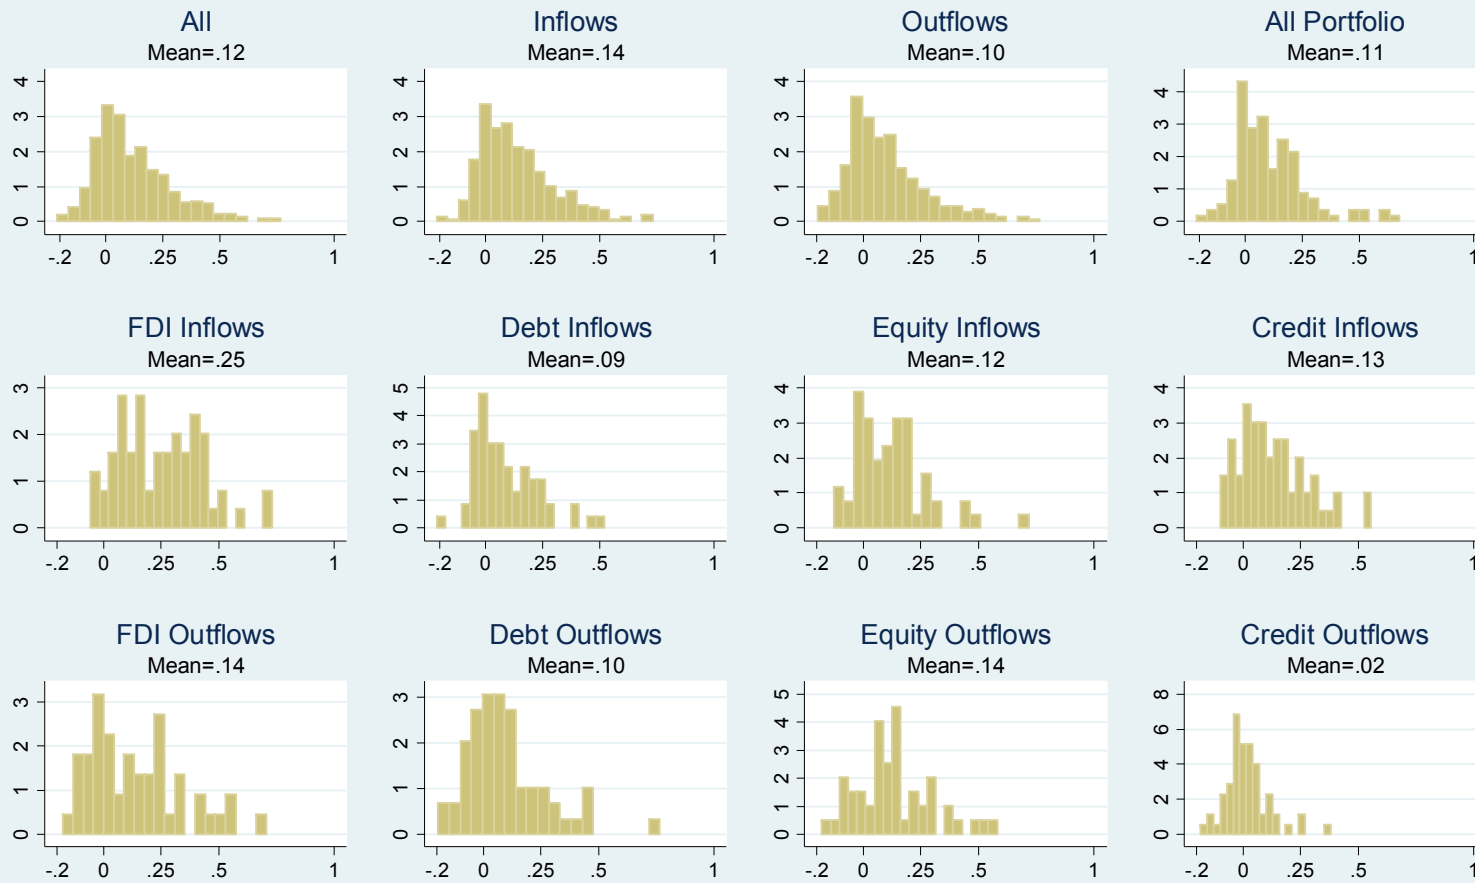 All Inflows Outflows All Portfolio
Mean=.12 Mean=.14 Mean=.10 Mean=.11
4 4 4 4
3 3 3 3
2 2 2 2
1 1 1 1
0 0 0 0
-.2 0 .25 .5 1 -.2 0 .25 .5 1 -.2 0 .25 .5 1 -.2 0 .25 .5 1
FDI Inflows Debt Inflows Equity Inflows Credit Inflows
Mean=.25 Mean=.09 Mean=.12 Mean=.13
3 5 4 4
2 4 3 3
1 3 2 2
0 2 1 1
1 0 0
0
-.2 0 .25 .5 1 -.2 0 .25 .5 1 -.2 0 .25 .5 1 -.2 0 .25 .5 1
FDI Outflows Debt Outflows Equity Outflows Credit Outflows
Mean=.14 Mean=.10 Mean=.14 Mean=.02
3 3 5 8
2 2 4 6
1 1 3 4
0 0 2 2
1 0
0
-.2 0 .25 .5 1 -.2 0 .25 .5 1 -.2 0 .25 .5 1 -.2 0 .25 .5 1